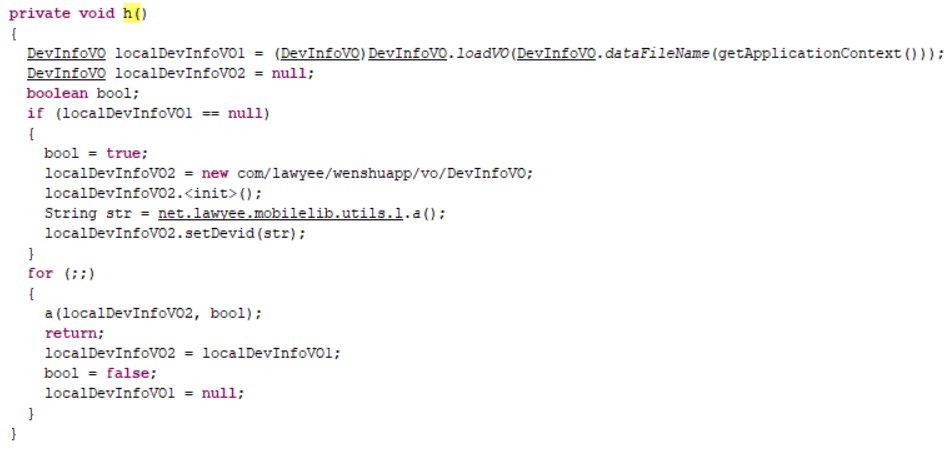 private void h()
{
  DevInfoVO localDevInfoVO1 = (DevInfoVO)DevInfoVO.loadVO(DevInfoVO.dataFileName(getApplicationContext()));
  DevInfoVO localDevInfoVO2 = null;
  boolean bool;
  if (localDevInfoVO1 == null)
  {
    bool = true;
    localDevInfoVO2 = new com/lawyee/wenshuapp/vo/DevInfoVO;
    localDevInfoVO2.<init>();
    String str = net.lawyee.mobilelib.utils.l.a();
    localDevInfoVO2.setDevid(str);
  }
  for (;;)
  {
    a(localDevInfoVO2, bool);
    return;
    localDevInfoVO2 = localDevInfoVO1;
    bool = false;
    localDevInfoVO1 = null;
  }
}